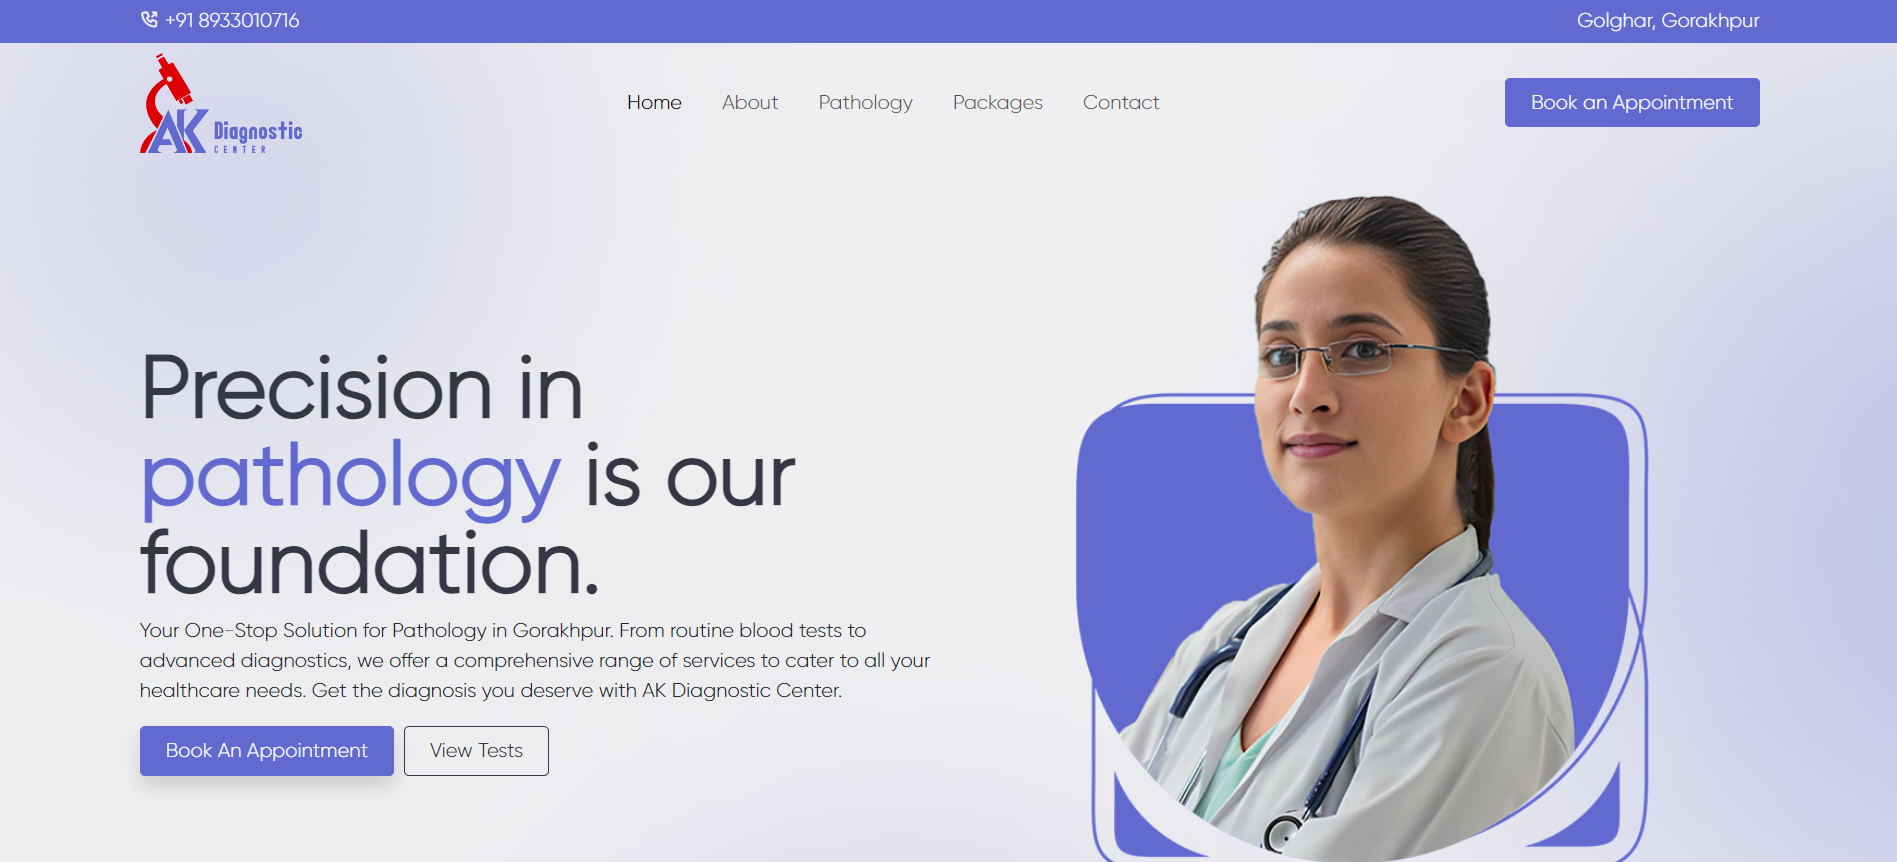 +91 8933010716
Golghar, Gorakhpur
AK Diagnostic
CENTER
Home
About
Pathology
Packages
Contact
Book an Appointment
Precision in
pathology is our
foundation.
Your One-Stop Solution for Pathology in Gorakhpur. From routine blood tests to
advanced diagnostics, we offer a comprehensive range of services to cater to all your
healthcare needs. Get the diagnosis you deserve with AK Diagnostic Center.
Book An Appointment
View Tests